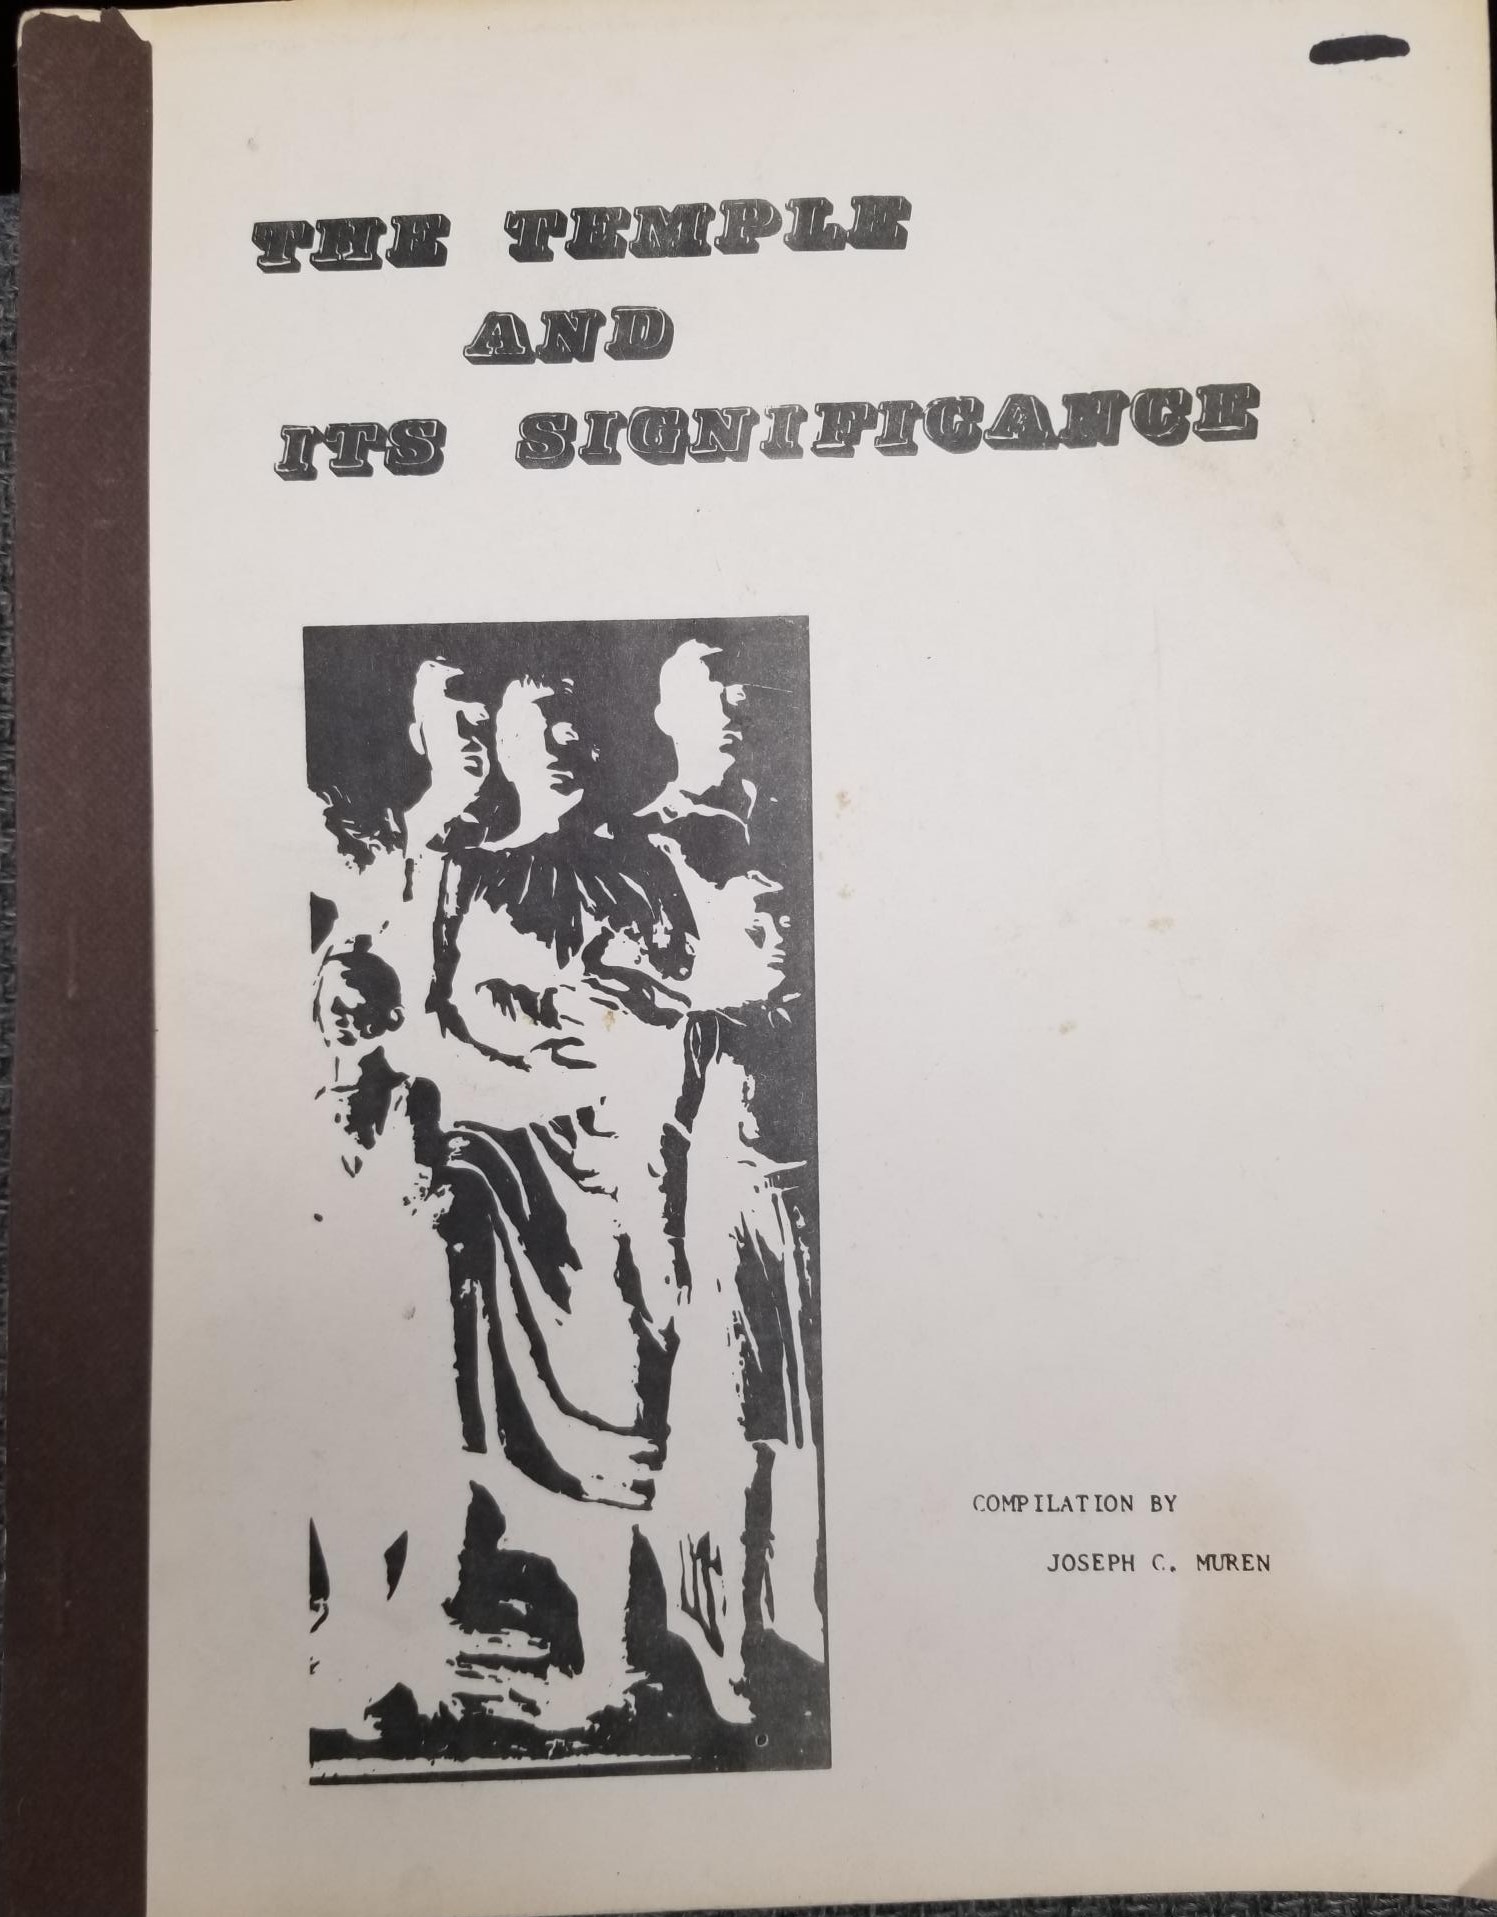 THE TEMPLE
AND
ITS SIGNIFICANCE
COMPILATION BY
JOSEPH C. MUREN